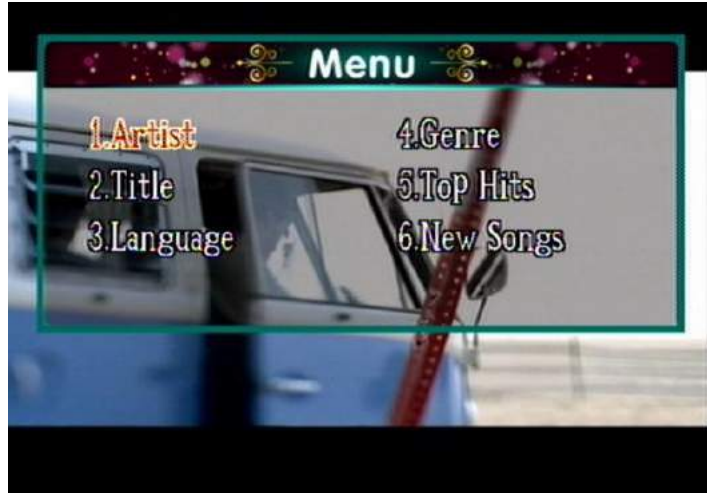 Menu
1.Artist
2.Title
3.Language
4.Genre
5.Top Hits
6.New Songs